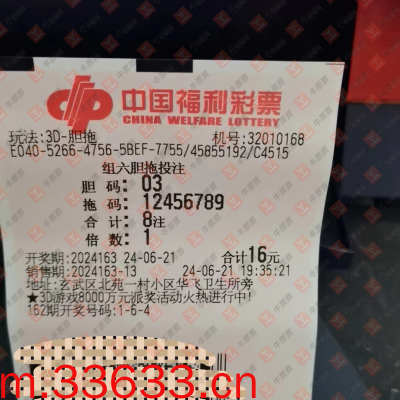 中国福利彩票
CHINA WELFARE LOTTERY
玩法:3D-胆拖 机号:32010168
E040-5266-4756-5BEF-7755/45855192/C4515
组六胆拖投注
胆 码: 03
拖 码: 12456789
合 计: 8注
倍 数: 1
开奖期:2024163 24-06-21 合计16元
销售期:2024163-13 24-06-21 19:35:21
地址:玄武区北苑一村小区华飞卫生所旁
★3D游戏8000万元派奖活动火热进行中!
162期开奖号码:1-6-4
m.33633.cn